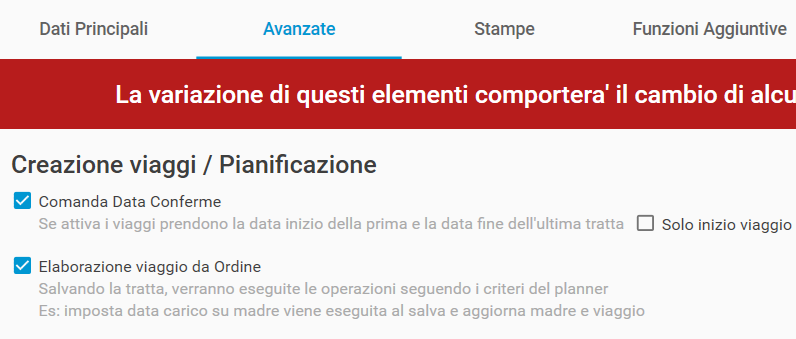 Dati Principali Avanzate Stampe Funzioni Aggiuntive
La variazione di questi elementi comportera' il cambio di
Creazione viaggi / Pianificazione
Comanda Data Conferme
Se attiva i viaggi prendono la data inizio della prima e la data fine dell'ultima tratta Solo inizio viaggio
Elaborazione viaggio da Ordine
Salvando la tratta, verranno eseguite le operazioni seguendo i criteri del planner
Es: imposta data carico su madre viene eseguita al salva e aggiorna madre e viaggio